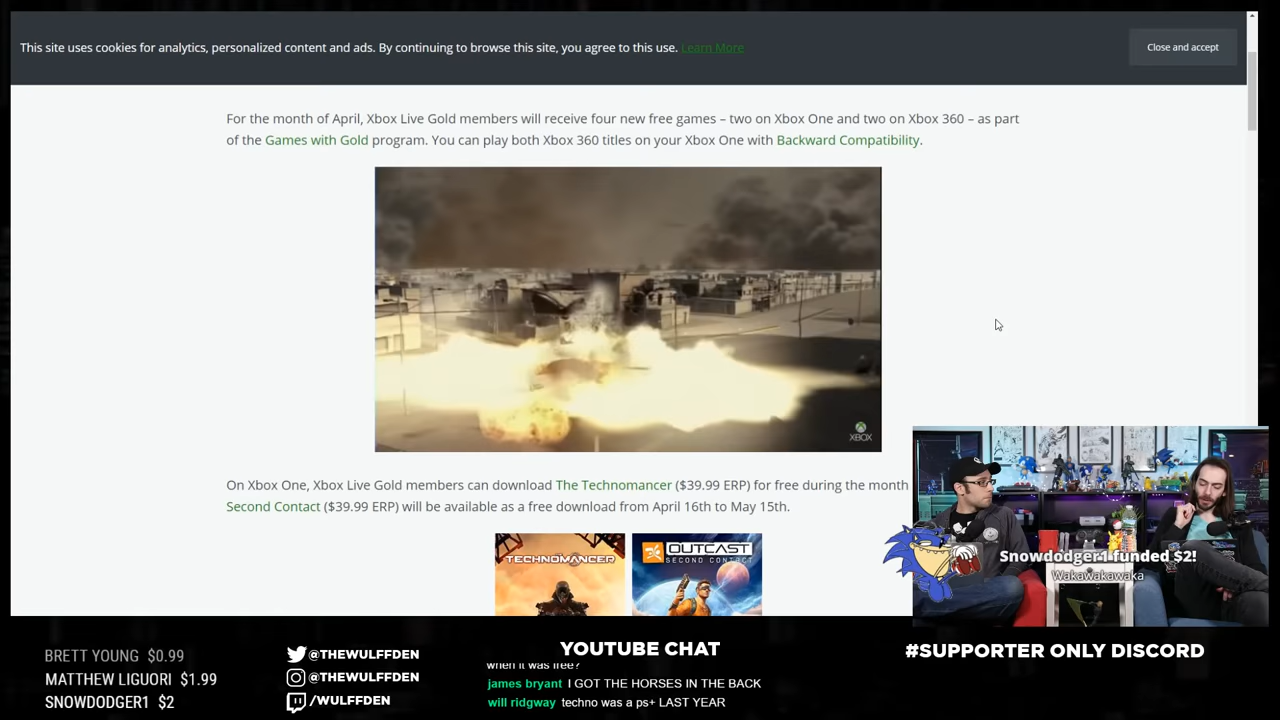 This site uses cookies for analytics, personalized content and ads. By continuing to browse this site, you agree to this use. Learn More
Close and accept
For the month of April, Xbox Live Gold members will receive four new free games – two on Xbox One and two on Xbox 360 – as part
of the Games with Gold program. You can play both Xbox 360 titles on your Xbox One with Backward Compatibility.
XBOX
On Xbox One, Xbox Live Gold members can download The Technomancer ($39.99 ERP) for free during the month
Second Contact ($39.99 ERP) will be available as a free download from April 16th to May 15th.
TECHNOMANCER
OUTCAST
SECOND CONTACT
Snowdodger1 funded $2!
Wakawakawaka
BRETT YOUNG $0.99
MATTHEW LIGUORI $1.99
SNOWDODGER1 $2
@THEWULFFDEN
@THEWULFFDEN
/WULFFDEN
YOUTUBE CHAT
when it was free?
james bryant I GOT THE HORSES IN THE BACK
will ridgway techno was a ps+ LAST YEAR
#SUPPORTER ONLY DISCORD